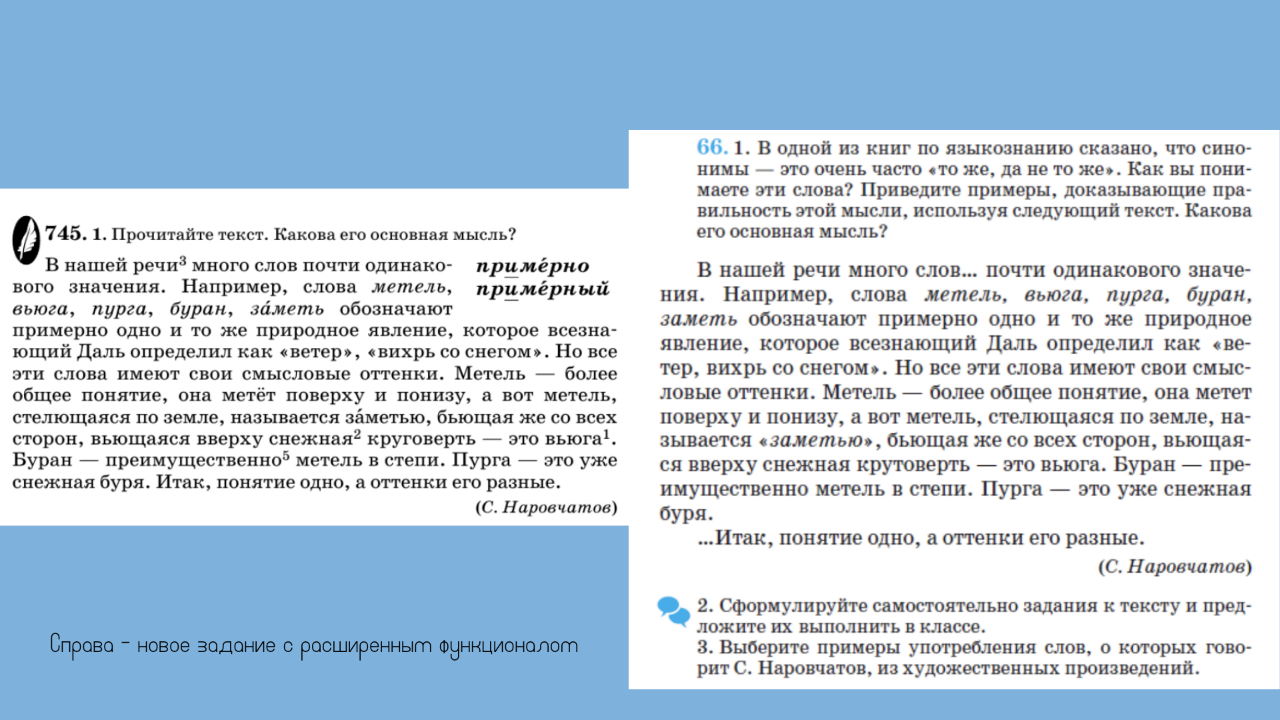 745. 1. Прочитайте текст. Какова его основная мысль?
В нашей речи³ много слов почти одинако-
вого значения. Например, слова метель,
вьюга, пурга, буран, за́меть обозначают
приме́рно
приме́рный
примерно одно и то же природное явление, которое всезна-
ющий Даль определил как «ветер», «вихрь со снегом». Но все
эти слова имеют свои смысловые оттенки. Метель — более
общее понятие, она метёт поверху и понизу, а вот метель,
стелющаяся по земле, называется за́метью, бьющая же со всех
сторон, вьющаяся вверху снежная² круговерть — это вьюга¹.
Буран — преимущественно⁵ метель в степи. Пурга — это уже
снежная буря. Итак, понятие одно, а оттенки его разные.
(С. Наровчатов)
Справа - новое задание с расширенным функционалом
66. 1. В одной из книг по языкознанию сказано, что сино-
нимы — это очень часто «то же, да не то же». Как вы пони-
маете эти слова? Приведите примеры, доказывающие пра-
вильность этой мысли, используя следующий текст. Какова
его основная мысль?
В нашей речи много слов... почти одинакового значе-
ния. Например, слова метель, вьюга, пурга, буран,
заметь обозначают примерно одно и то же природное
явление, которое всезнающий Даль определил как «ве-
тер, вихрь со снегом». Но все эти слова имеют свои смыс-
ловые оттенки. Метель — более общее понятие, она метет
поверху и понизу, а вот метель, стелющаяся по земле, на-
зывается «заметью», бьющая же со всех сторон, вьющая-
ся вверху снежная крутоверть — это вьюга. Буран — пре-
имущественно метель в степи. Пурга — это уже снежная
буря.
...Итак, понятие одно, а оттенки его разные.
(С. Наровчатов)
2. Сформулируйте самостоятельно задания к тексту и пред-
ложите их выполнить в классе.
3. Выберите примеры употребления слов, о которых гово-
рит С. Наровчатов, из художественных произведений.